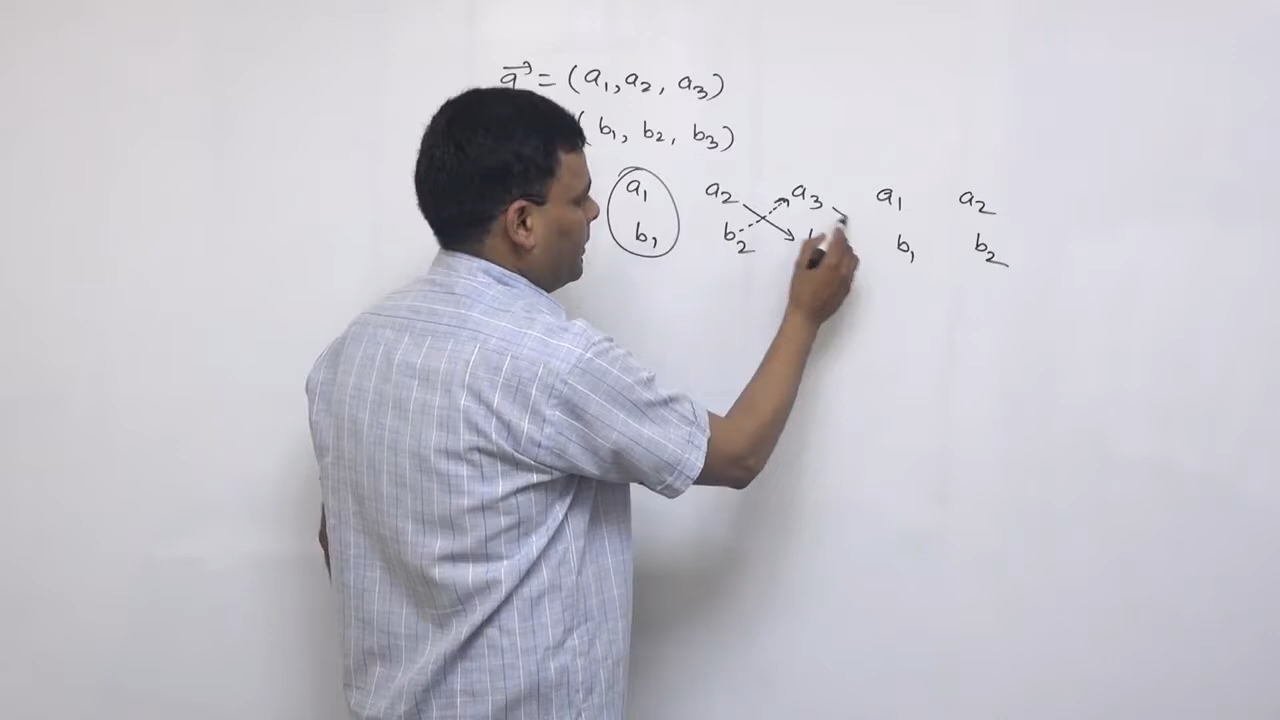 a⃗ = (a₁, a₂, a₃)
(b₁, b₂, b₃)
a₁ a₂ a₃ a₁ a₂
b₁ b₂ b₁ b₂